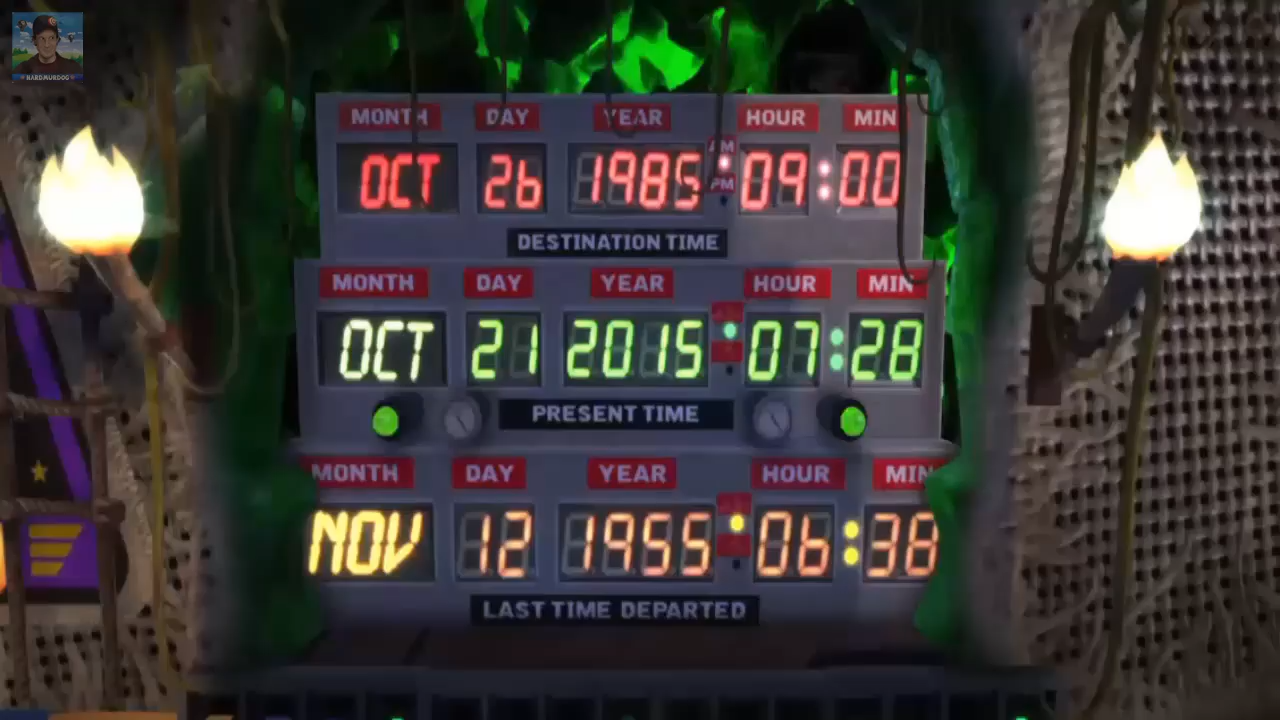 HARDMURDOG
MONTH DAY YEAR HOUR MIN
AM
OCT 26 1985 PM 09:00
DESTINATION TIME
MONTH DAY YEAR HOUR MIN
OCT 21 2015 07:28
PRESENT TIME
MONTH DAY YEAR HOUR MIN
NOV 12 1955 06:38
LAST TIME DEPARTED